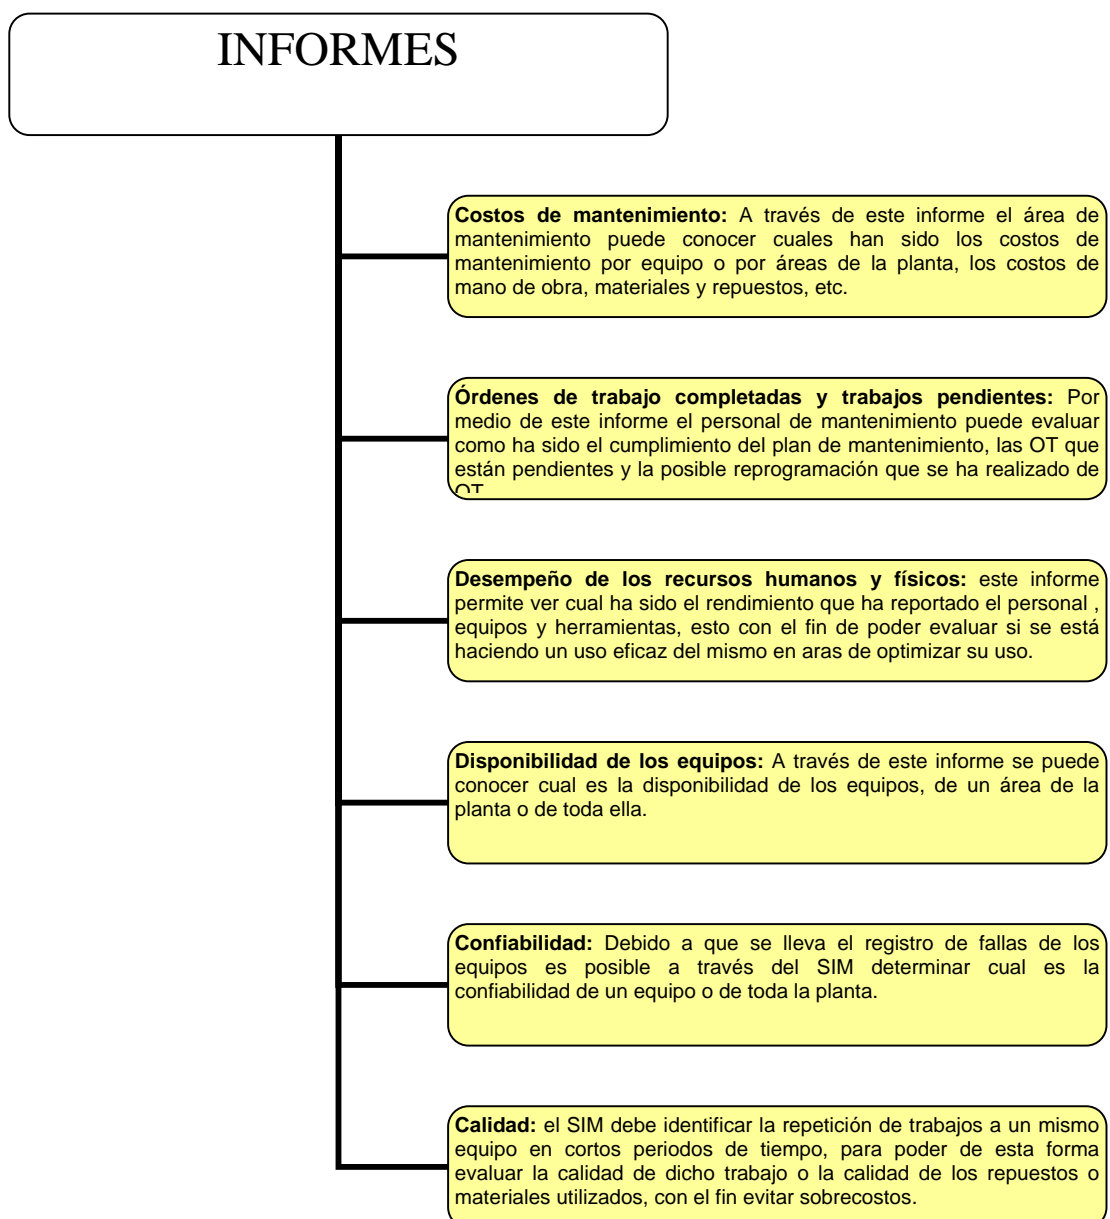 INFORMES
Costos de mantenimiento: A través de este informe el área de
mantenimiento puede conocer cuales han sido los costos de
mantenimiento por equipo o por áreas de la planta, los costos de
mano de obra, materiales y repuestos, etc.
Órdenes de trabajo completadas y trabajos pendientes: Por
medio de este informe el personal de mantenimiento puede evaluar
como ha sido el cumplimiento del plan de mantenimiento, las OT que
están pendientes y la posible reprogramación que se ha realizado de
OT
Desempeño de los recursos humanos y físicos: este informe
permite ver cual ha sido el rendimiento que ha reportado el personal ,
equipos y herramientas, esto con el fin de poder evaluar si se está
haciendo un uso eficaz del mismo en aras de optimizar su uso.
Disponibilidad de los equipos: A través de este informe se puede
conocer cual es la disponibilidad de los equipos, de un área de la
planta o de toda ella.
Confiabilidad: Debido a que se lleva el registro de fallas de los
equipos es posible a través del SIM determinar cual es la
confiabilidad de un equipo o de toda la planta.
Calidad: el SIM debe identificar la repetición de trabajos a un mismo
equipo en cortos periodos de tiempo, para poder de esta forma
evaluar la calidad de dicho trabajo o la calidad de los repuestos o
materiales utilizados, con el fin evitar sobrecostos.